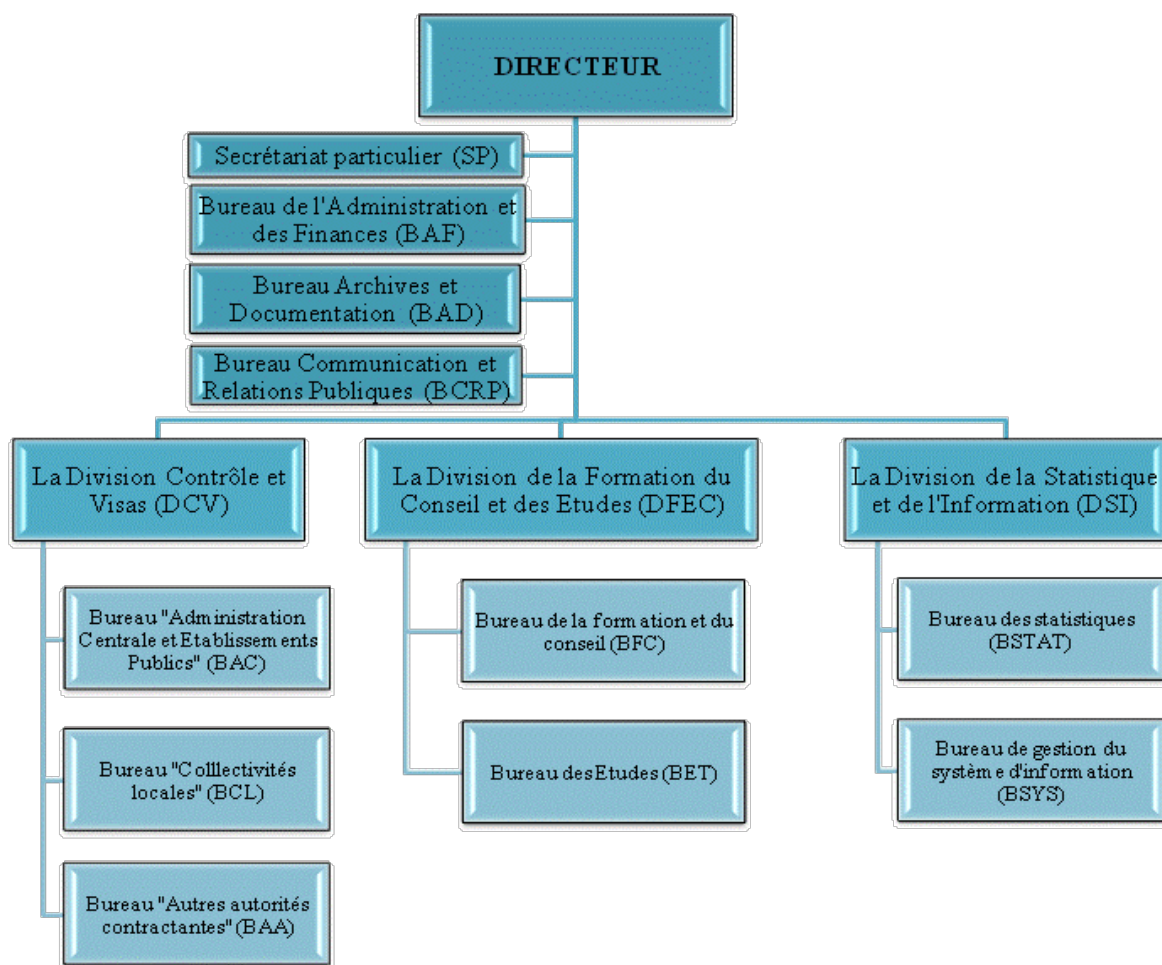 DIRECTEUR
Secrétariat particulier (SP)
Bureau de l'Administration et
des Finances (BAF)
Bureau Archives et
Documentation (BAD)
Bureau Communication et
Relations Publiques (BCRP)
La Division Contrôle et
Visas (DCV)
La Division de la Formation du
Conseil et des Etudes (DFEC)
La Division de la Statistique
et de l'Information (DSI)
Bureau "Administration
Centrale et Etablissements
Publics" (BAC)
Bureau "Colllectivités
locales" (BCL)
Bureau "Autres autorités
contractantes" (BAA)
Bureau de la formation et du
conseil (BFC)
Bureau des Etudes (BET)
Bureau des statistiques
(BSTAT)
Bureau de gestion du
système d'information
(BSYS)